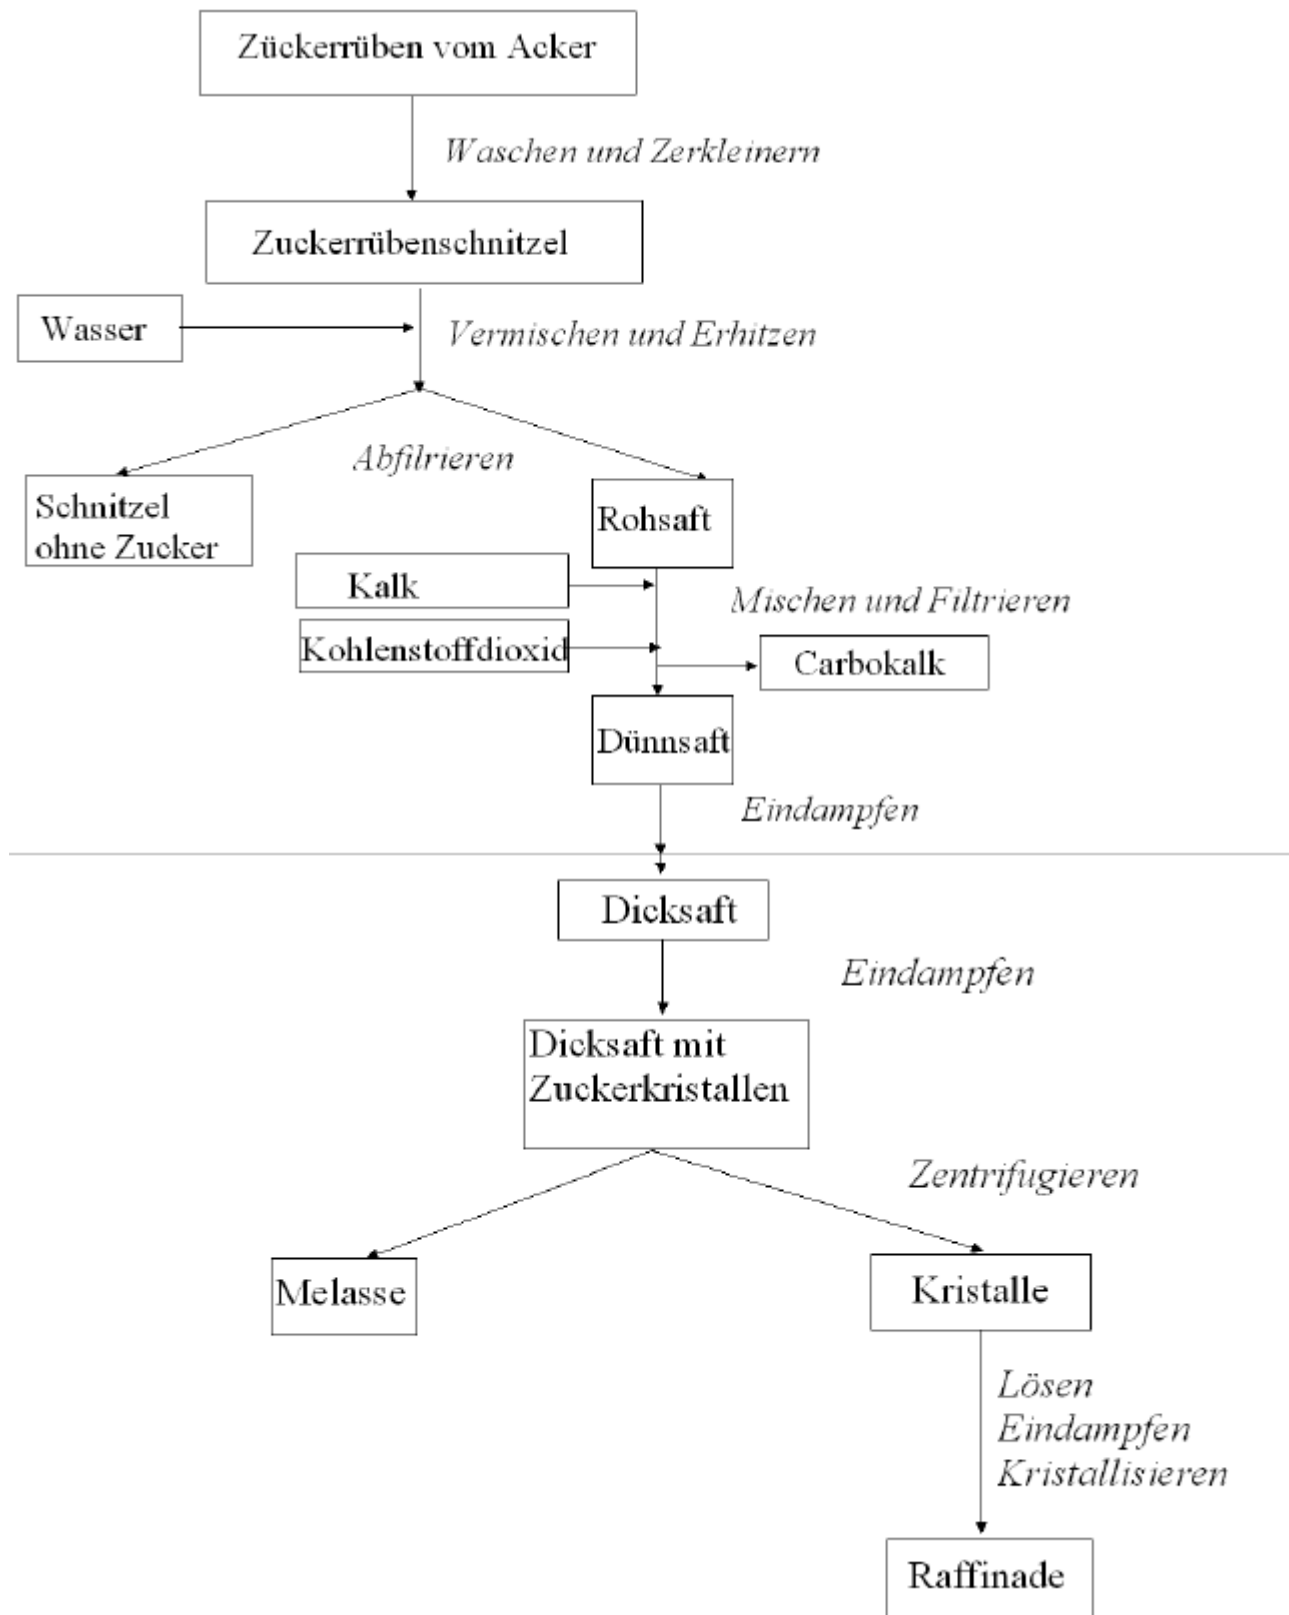 Zückerrüben vom Acker
Waschen und Zerkleinern
Zuckerrübenschnitzel
Wasser
Vermischen und Erhitzen
Abfilrieren
Schnitzel
ohne Zucker
Rohsaft
Kalk
Mischen und Filtrieren
Kohlenstoffdioxid
Carbokalk
Dünnsaft
Eindampfen
Dicksaft
Eindampfen
Dicksaft mit
Zuckerkristallen
Zentrifugieren
Melasse
Kristalle
Lösen
Eindampfen
Kristallisieren
Raffinade